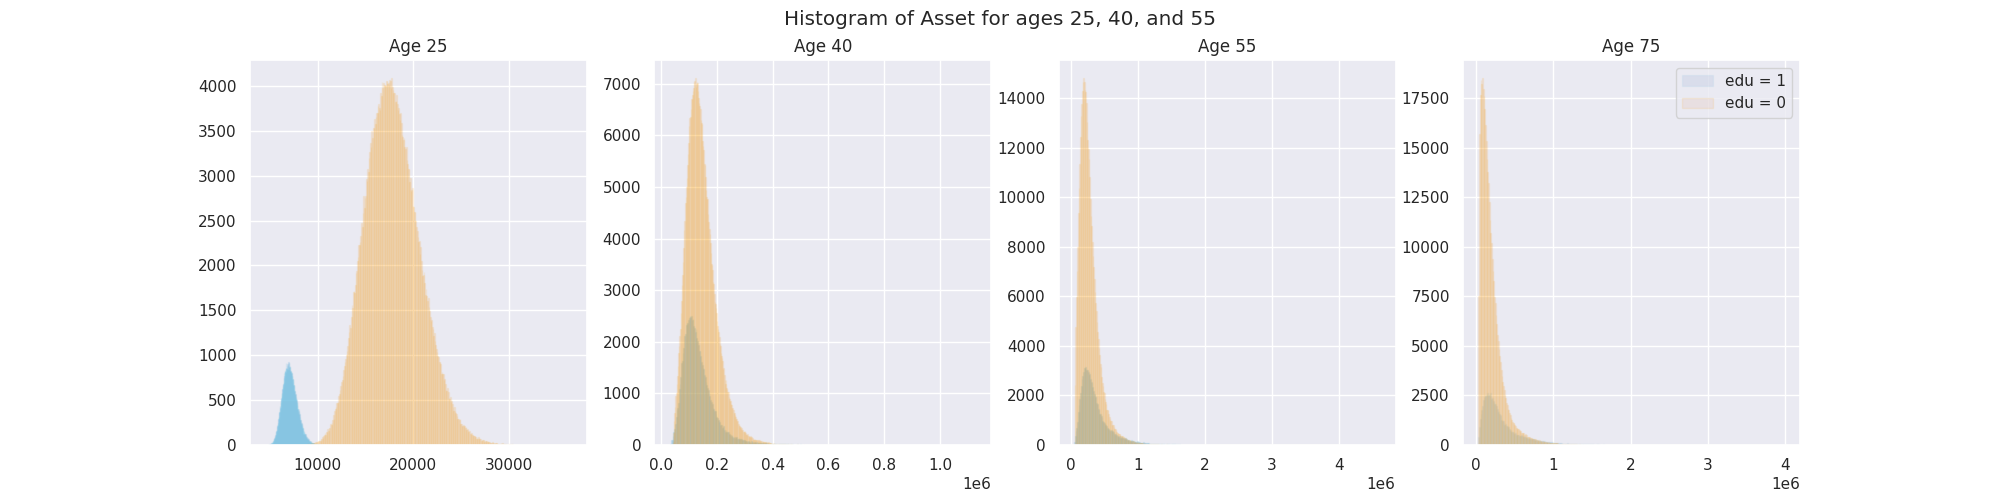 Histogram of Asset for ages 25, 40, and 55
Age 25
4000
3500
3000
2500
2000
1500
1000
500
0
10000 20000 30000
Age 40
7000
6000
5000
4000
3000
2000
1000
0
0.0 0.2 0.4 0.6 0.8 1.0
1e6
Age 55
14000
12000
10000
8000
6000
4000
2000
0
0 1 2 3 4
1e6
Age 75
edu = 1
edu = 0
17500
15000
12500
10000
7500
5000
2500
0
0 1 2 3 4
1e6